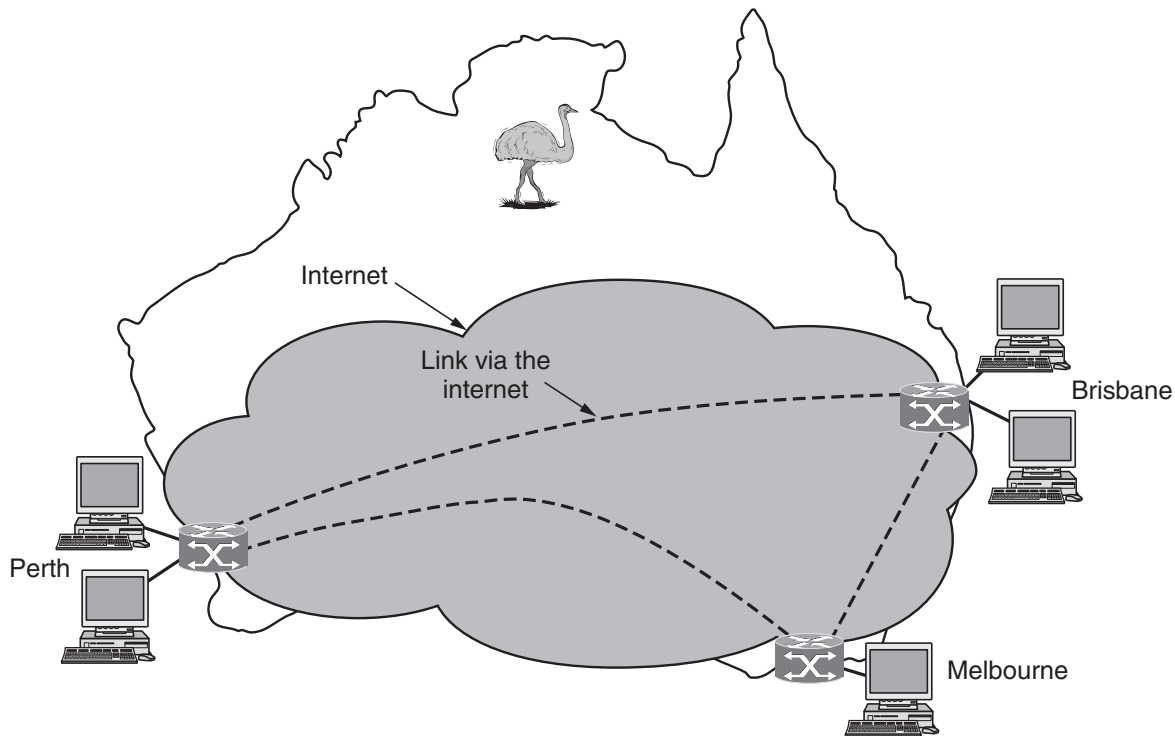 Internet
Link via the
internet
Brisbane
Perth
Melbourne